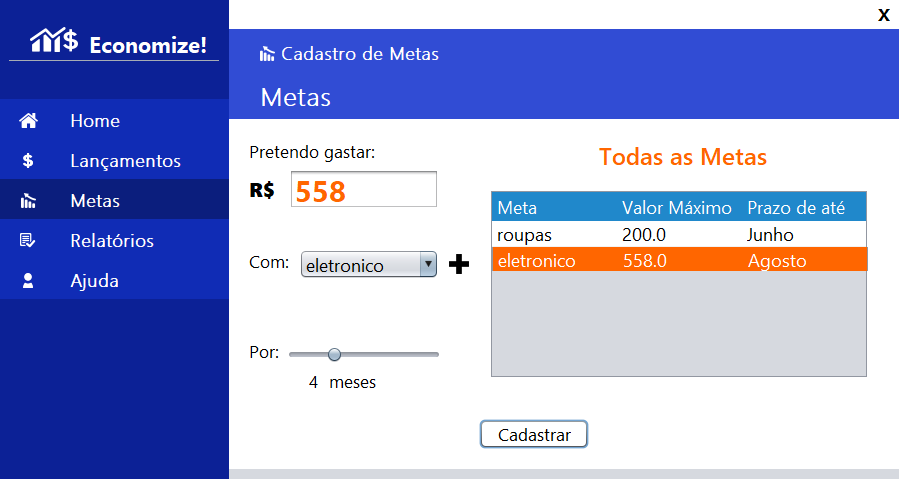 X
Economize!
Home
Lançamentos
Metas
Relatórios
Ajuda
Cadastro de Metas
Metas
Pretendo gastar:
R$ 558
Com: eletronico
Por:
4 meses
Todas as Metas
Meta Valor Máximo Prazo de até
roupas 200.0 Junho
eletronico 558.0 Agosto
Cadastrar